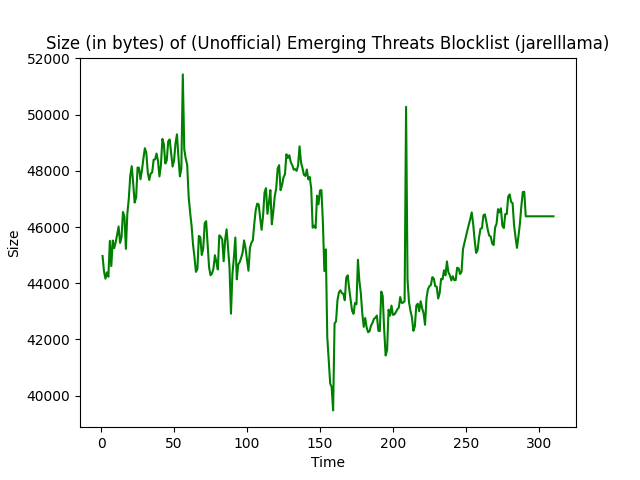 Size (in bytes) of (Unofficial) Emerging Threats Blocklist (jarelllama)
52000
50000
48000
46000
44000
42000
40000
Size
0 50 100 150 200 250 300
Time